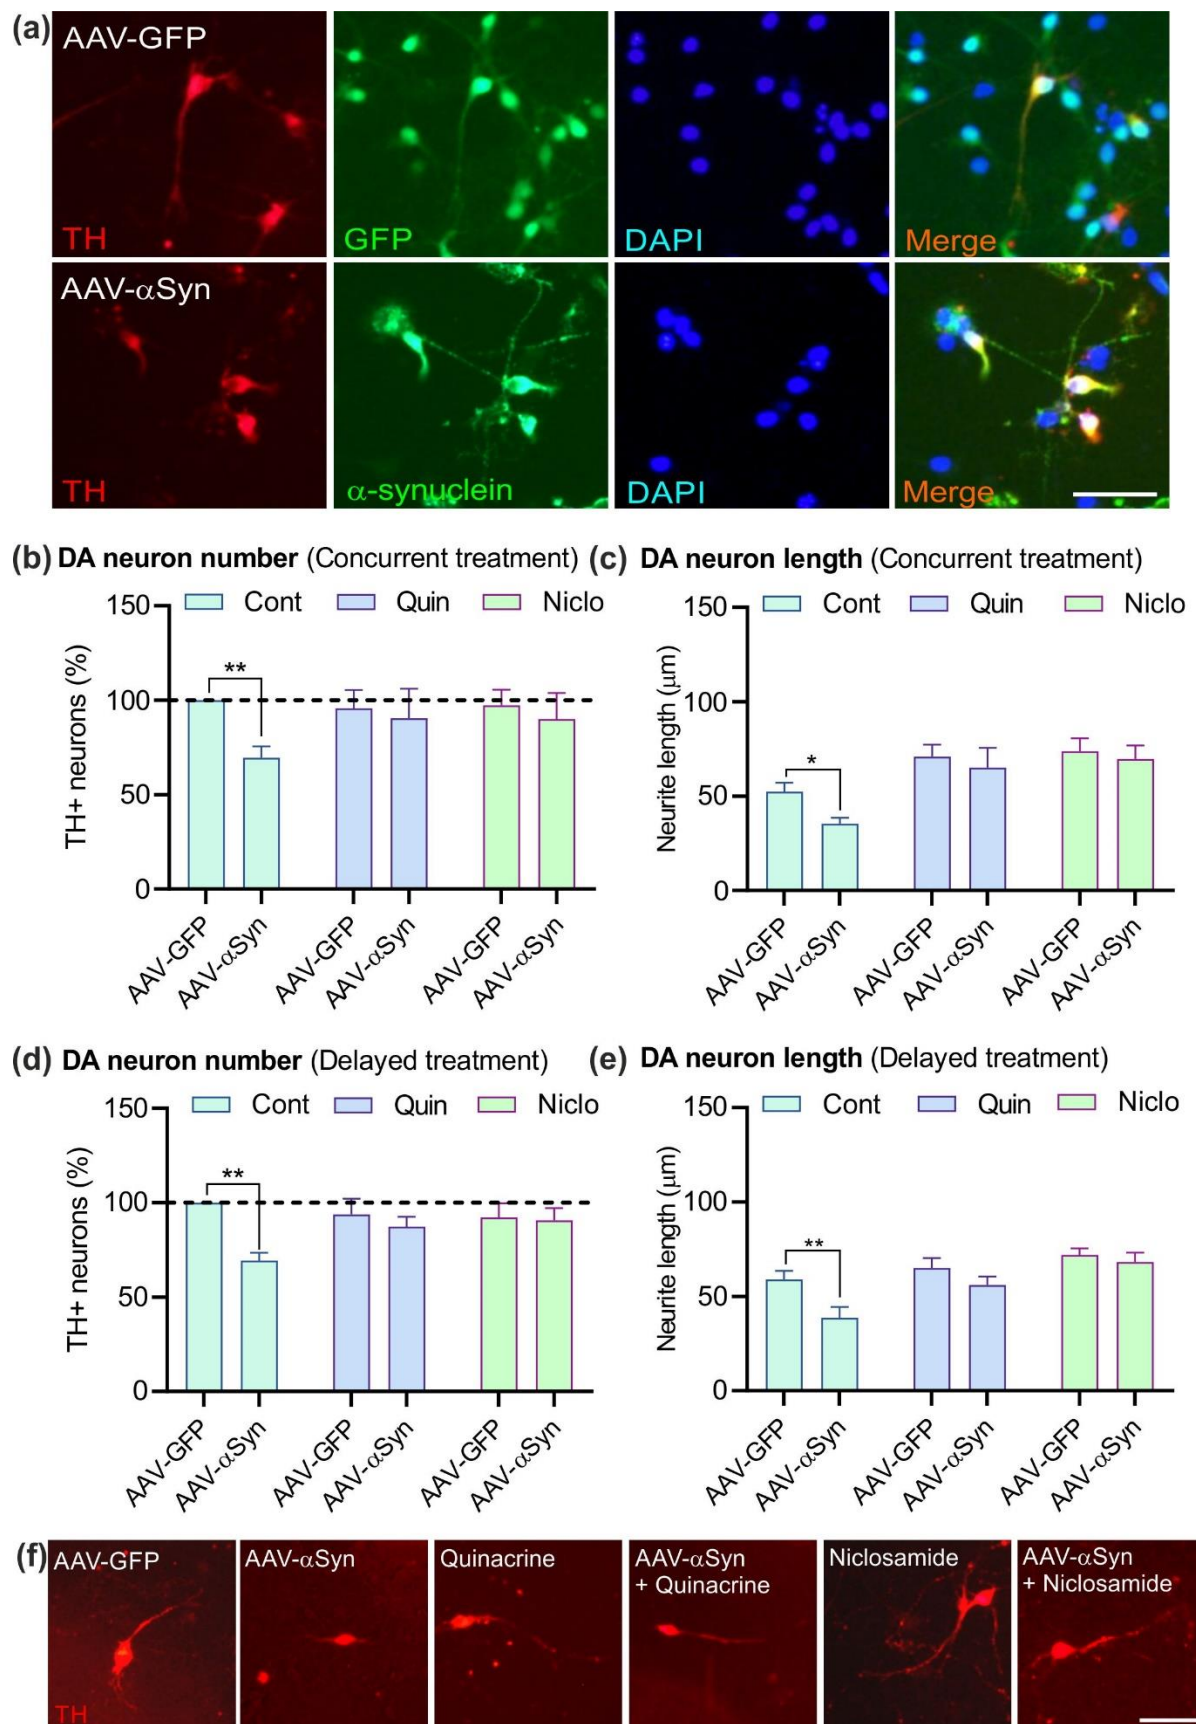 (a)
AAV-GFP
TH
GFP
DAPI
Merge
AAV-αSyn
TH
α-synuclein
DAPI
Merge
(b) DA neuron number (Concurrent treatment)
Cont Quin Niclo
TH+ neurons (%)
150
100
50
0
**
AAV-GFP
AAV-αSyn
AAV-GFP
AAV-αSyn
AAV-GFP
AAV-αSyn
(c) DA neuron length (Concurrent treatment)
Cont Quin Niclo
Neurite length (μm)
150
100
50
0
*
AAV-GFP
AAV-αSyn
AAV-GFP
AAV-αSyn
AAV-GFP
AAV-αSyn
(d) DA neuron number (Delayed treatment)
Cont Quin Niclo
TH+ neurons (%)
150
100
50
0
**
AAV-GFP
AAV-αSyn
AAV-GFP
AAV-αSyn
AAV-GFP
AAV-αSyn
(e) DA neuron length (Delayed treatment)
Cont Quin Niclo
Neurite length (μm)
150
100
50
0
**
AAV-GFP
AAV-αSyn
AAV-GFP
AAV-αSyn
AAV-GFP
AAV-αSyn
(f)
AAV-GFP
TH
AAV-αSyn
Quinacrine
AAV-αSyn
+ Quinacrine
Niclosamide
AAV-αSyn
+ Niclosamide